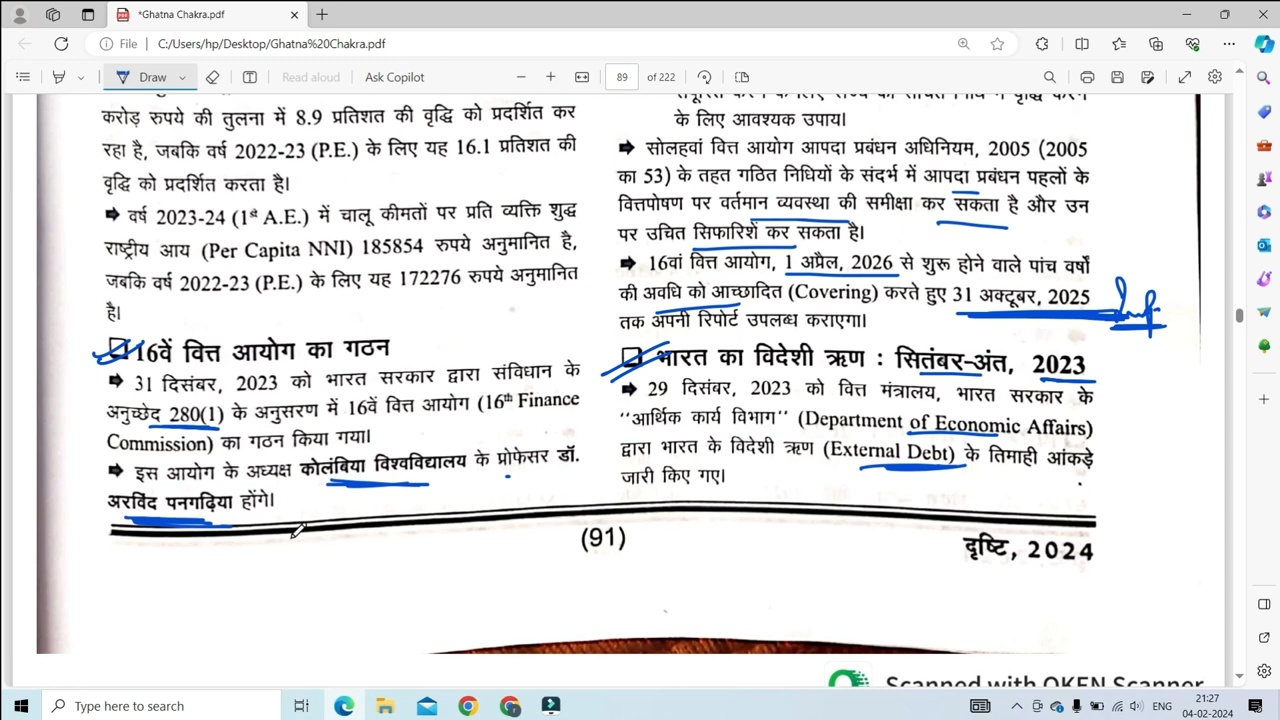 *Ghatna Chakra.pdf
File
C:/Users/hp/Desktop/Ghatna%20Chakra.pdf
Draw
Read aloud
Ask Copilot
89
of 222
करोड़ रुपये की तुलना में 8.9 प्रतिशत की वृद्धि को प्रदर्शित कर
रहा है, जबकि वर्ष 2022-23 (P.E.) के लिए यह 16.1 प्रतिशत की
वृद्धि को प्रदर्शित करता है।
➡ वर्ष 2023-24 (1st A.E.) में चालू कीमतों पर प्रति व्यक्ति शुद्ध
राष्ट्रीय आय (Per Capita NNI) 185854 रुपये अनुमानित है,
जबकि वर्ष 2022-23 (P.E.) के लिए यह 172276 रुपये अनुमानित
है।
16वें वित्त आयोग का गठन
➡ 31 दिसंबर, 2023 को भारत सरकार द्वारा संविधान के
अनुच्छेद 280(1) के अनुसरण में 16वें वित्त आयोग (16th Finance
Commission) का गठन किया गया।
➡ इस आयोग के अध्यक्ष कोलंबिया विश्वविद्यालय के प्रोफेसर डॉ.
अरविंद पनगढ़िया होंगे।
के लिए आवश्यक उपाय।
➡ सोलहवां वित्त आयोग आपदा प्रबंधन अधिनियम, 2005 (2005
का 53) के तहत गठित निधियों के संदर्भ में आपदा प्रबंधन पहलों के
वित्तपोषण पर वर्तमान व्यवस्था की समीक्षा कर सकता है और उन
पर उचित सिफारिशें कर सकता है।
➡ 16वां वित्त आयोग, 1 अप्रैल, 2026 से शुरू होने वाले पांच वर्षों
की अवधि को आच्छादित (Covering) करते हुए 31 अक्टूबर, 2025
तक अपनी रिपोर्ट उपलब्ध कराएगा।
भारत का विदेशी ऋण : सितंबर-अंत, 2023
➡ 29 दिसंबर, 2023 को वित्त मंत्रालय, भारत सरकार के
“आर्थिक कार्य विभाग” (Department of Economic Affairs)
द्वारा भारत के विदेशी ऋण (External Debt) के तिमाही आंकड़े
जारी किए गए।
(91)
दृष्टि, 2024
Scanned with OKEN Scanner
Type here to search
ENG
21:27
04-02-2024